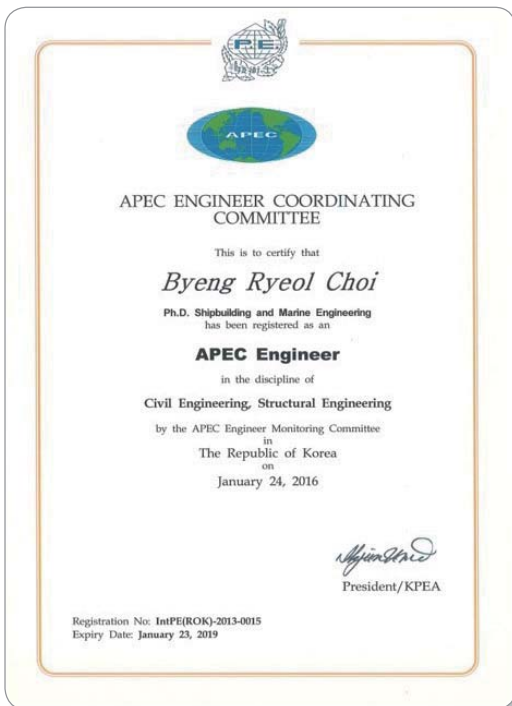 P.E.
APEC
APEC ENGINEER COORDINATING
COMMITTEE
This is to certify that
Byeng Ryeol Choi
Ph.D. Shipbuilding and Marine Engineering
has been registered as an
APEC Engineer
in the discipline of
Civil Engineering, Structural Engineering
by the APEC Engineer Monitoring Committee
in
The Republic of Korea
on
January 24, 2016
President/KPEA
Registration No: IntPE(ROK)-2013-0015
Expiry Date: January 23, 2019